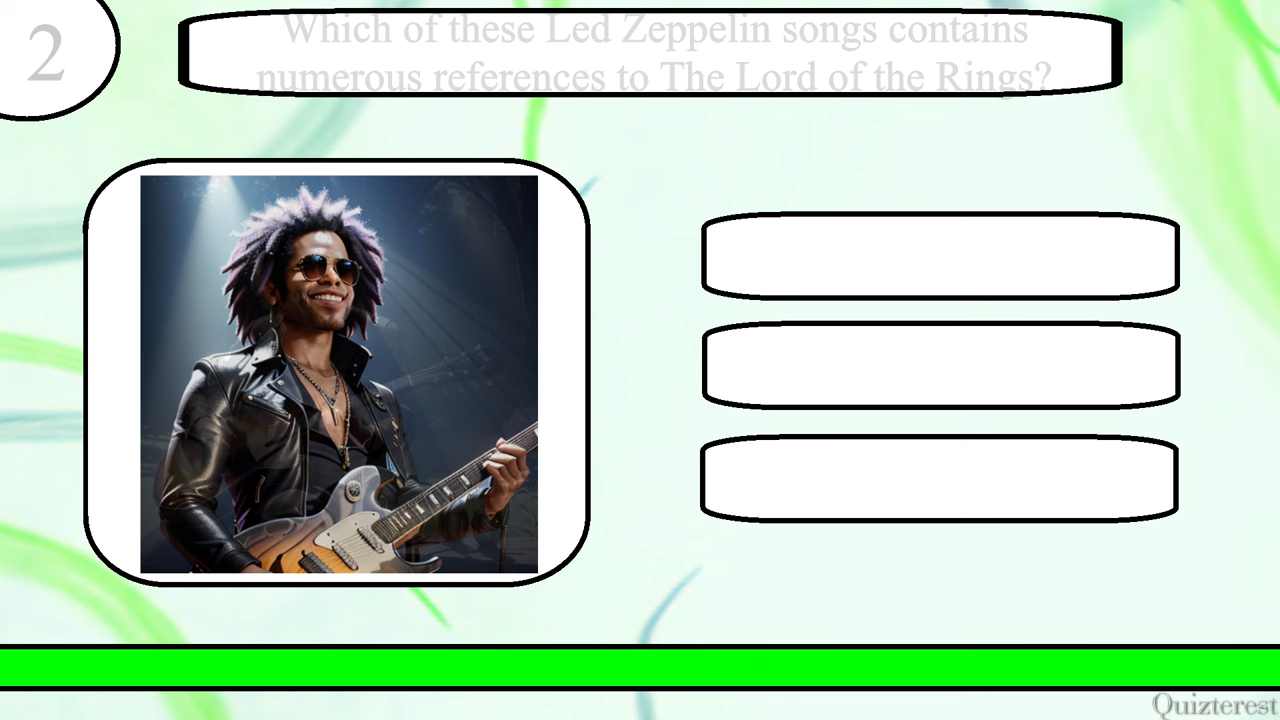 2
Which of these Led Zeppelin songs contains
numerous references to The Lord of the Rings?
Quizterest